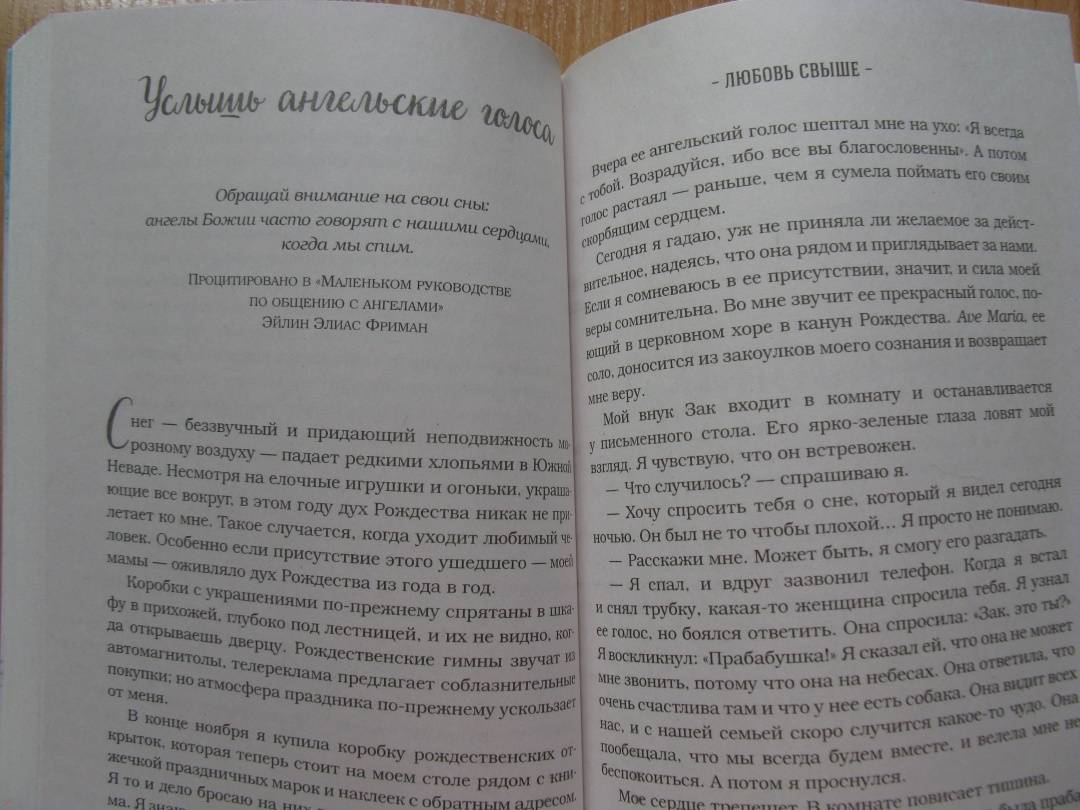 Услышь ангельские голоса
Обращай внимание на свои сны:
ангелы Божии часто говорят с нашими сердцами,
когда мы спим.
Процитировано в «Маленьком руководстве
по общению с ангелами»
Эйлин Элиас Фриман
Снег — беззвучный и придающий неподвижность мо-
розному воздуху — падает редкими хлопьями в Южной
Неваде. Несмотря на елочные игрушки и огоньки, украша-
ющие все вокруг, в этом году дух Рождества никак не при-
летает ко мне. Такое случается, когда уходит любимый че-
ловек. Особенно если присутствие этого ушедшего — моей
мамы — оживляло дух Рождества из года в год.
Коробки с украшениями по-прежнему спрятаны в шка-
фу в прихожей, глубоко под лестницей, и их не видно, ког-
да открываешь дверцу. Рождественские гимны звучат из
автомагнитолы, телереклама предлагает соблазнительные
покупки; но атмосфера праздника по-прежнему ускользает
от меня.
В конце ноября я купила коробку рождественских от-
крыток, которая теперь стоит на моем столе рядом с кни-
жечкой праздничных марок и наклеек с обратным адресом.
Я то и дело бросаю на них
ма. Я
– ЛЮБОВЬ СВЫШЕ –
Вчера ее ангельский голос шептал мне на ухо: «Я всегда
с тобой. Возрадуйся, ибо все вы благословенны». А потом
голос растаял — раньше, чем я сумела поймать его своим
скорбящим сердцем.
Сегодня я гадаю, уж не приняла ли желаемое за дейст-
вительное, надеясь, что она рядом и приглядывает за нами.
Если я сомневаюсь в ее присутствии, значит, и сила моей
веры сомнительна. Во мне звучит ее прекрасный голос, по-
ющий в церковном хоре в канун Рождества. Ave Maria, ее
соло, доносится из закоулков моего сознания и возвращает
мне веру.
Мой внук Зак входит в комнату и останавливается
у письменного стола. Его ярко-зеленые глаза ловят мой
взгляд. Я чувствую, что он встревожен.
— Что случилось? — спрашиваю я.
— Хочу спросить тебя о сне, который я видел сегодня
ночью. Он был не то чтобы плохой… Я просто не понимаю.
— Расскажи мне. Может быть, я смогу его разгадать.
— Я спал, и вдруг зазвонил телефон. Когда я встал
и снял трубку, какая-то женщина спросила тебя. Я узнал
ее голос, но боялся ответить. Она спросила: «Зак, это ты?»
Я воскликнул: «Прабабушка!» Я сказал ей, что она не может
мне звонить, потому что она на небесах. Она ответила, что
очень счастлива там и что у нее есть собака. Она видит всех
нас, и с нашей семьей скоро случится какое-то чудо. Она
пообещала, что мы всегда будем вместе, и велела мне не
беспокоиться. А потом я проснулся.
Мое сердце трепещет. В комнате повисает тишина.